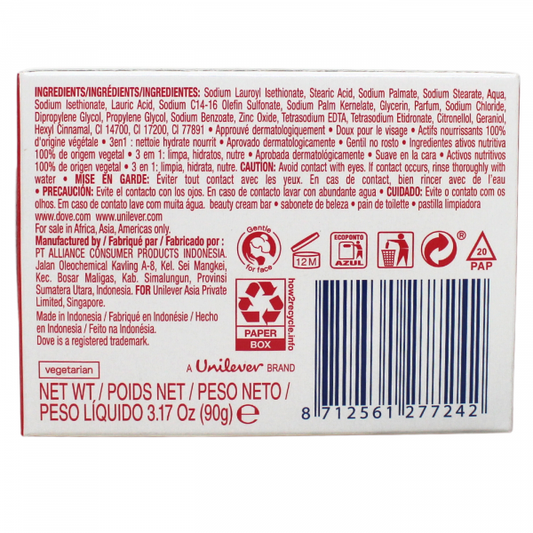 INGREDIENTS/INGRÉDIENTS/INGREDIENTES: Sodium Lauroyl Isethionate, Stearic Acid, Sodium Palmate, Sodium Stearate, Aqua,
Sodium Isethionate, Lauric Acid, Sodium C14-16 Olefin Sulfonate, Sodium Palm Kernelate, Glycerin, Parfum, Sodium Chloride,
Dipropylene Glycol, Propylene Glycol, Sodium Benzoate, Zinc Oxide, Tetrasodium EDTA, Tetrasodium Etidronate, Citronellol, Geraniol,
Hexyl Cinnamal, CI 14700, CI 17200, CI 77891 • Approuvé dermatologiquement • Doux pour le visage • Actifs nourrissants 100%
d'origine végétale • 3en1 : nettoie hydrate nourrit • Aprovado dermatologicamente • Gentil no rosto • Ingredientes ativos nutritiva
100% de origem vegetal • 3 em 1: limpa, hidratos, nutre • Aprobada dermatológicamente • Suave en la cara • Activos nutritivos
100% de origen vegetal • 3 en 1; limpia, hidrata, nutre. CAUTION: Avoid contact with eyes. If contact occurs, rinse thoroughly with
water • MISE EN GARDE: Eviter tout contact avec les yeux. En cas de contact, bien rincer avec de l'eau
• PRECAUCIÓN: Evite el contacto con los ojos. En caso de contacto lavar con abundante agua • CUIDADO: Evite o contato com os
olhos. Em caso de contato lave com muita água. beauty cream bar • sabonete de beleza • pain de toilette • pastilla limpiadora
www.dove.com www.unilever.com
For sale in Africa, Asia, Americas only.
Manufactured by / Fabriqué par / Fabricado por :
PT ALLIANCE CONSUMER PRODUCTS INDONESIA.
Jalan Oleochemical Kavling A-8, Kel. Sei Mangkei,
Kec. Bosar Maligas, Kab. Simalungun, Provinsi
Sumatera Utara, Indonesia. FOR Unilever Asia Private
Limited, Singapore.
Made in Indonesia / Fabriqué en Indonésie / Hecho
en Indonesia / Feito na Indonésia.
Dove is a registered trademark.
Gentle
for face
12M
ECOPONTO
AZUL
20
PAP
how2recycle.info
PAPER
BOX
vegetarian
A Unilever BRAND
NET WT./ POIDS NET / PESO NETO /
PESO LÍQUIDO 3.17 Oz (90g) e
8 712561 277242